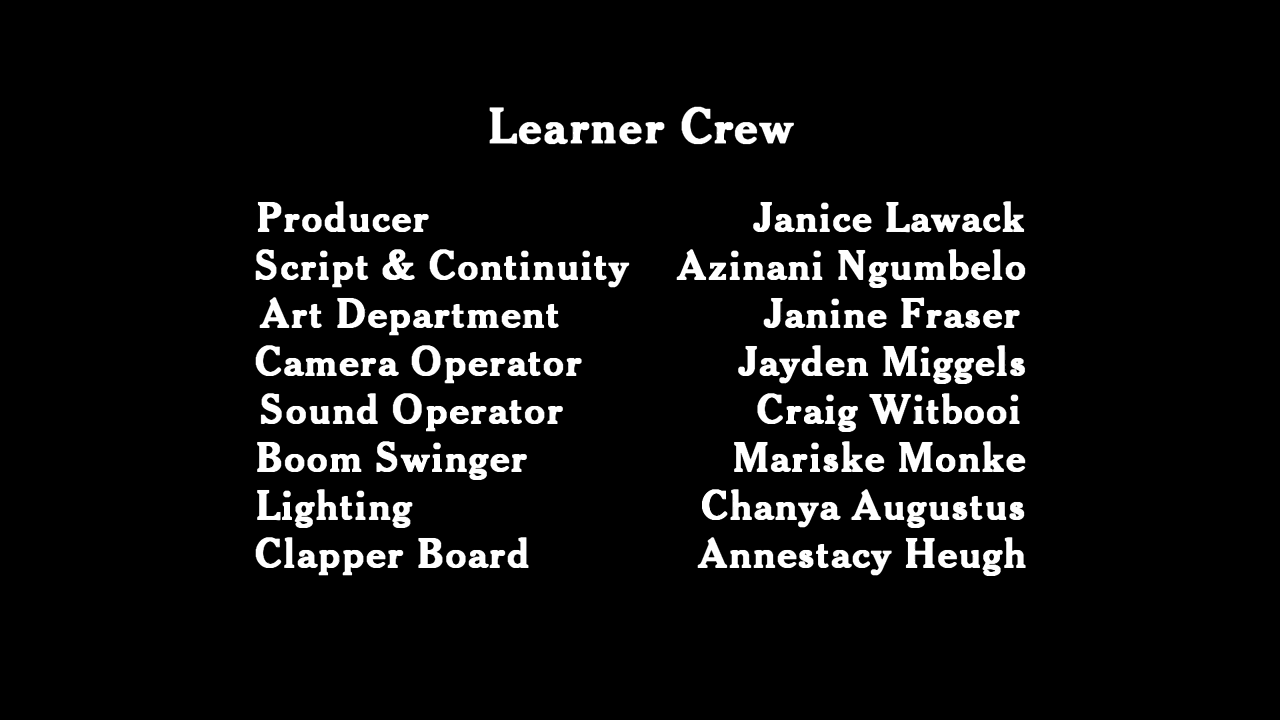 Learner Crew
Producer Janice Lawack
Script & Continuity Azinani Ngumbelo
Art Department Janine Fraser
Camera Operator Jayden Miggels
Sound Operator Craig Witbooi
Boom Swinger Mariske Monke
Lighting Chanya Augustus
Clapper Board Annestacy Heugh